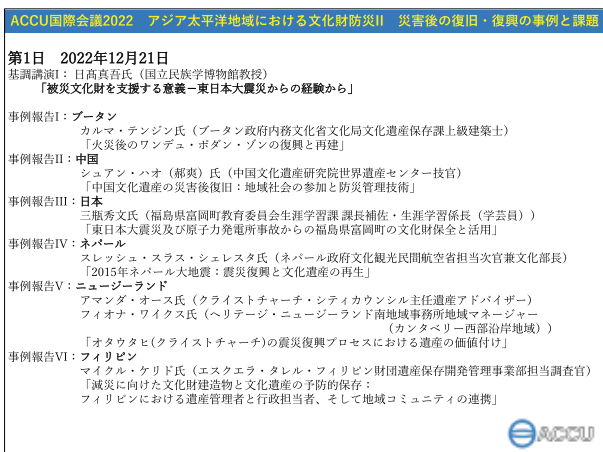 ACCU国際会議2022　アジア太平洋地域における文化財防災II　災害後の復旧・復興の事例と課題
第1日　2022年12月21日
基調講演I： 日髙真吾氏（国立民族学博物館教授）
「被災文化財を支援する意義－東日本大震災からの経験から」
事例報告I：ブータン
カルマ・テンジン氏（ブータン政府内務文化省文化局文化遺産保存課上級建築士）
「火災後のワンデュ・ポダン・ゾンの復興と再建」
事例報告II：中国
シュアン・ハオ（郝爽）氏（中国文化遺産研究院世界遺産センター技官）
「中国文化遺産の災害後復旧：地域社会の参加と防災管理技術」
事例報告III：日本
三瓶秀文氏（福島県富岡町教育委員会生涯学習課 課長補佐・生涯学習係長（学芸員））
「東日本大震災及び原子力発電所事故からの福島県富岡町の文化財保全と活用」
事例報告IV：ネパール
スレッシュ・スラス・シェレスタ氏（ネパール政府文化観光民間航空省担当次官兼文化部長）
「2015年ネパール大地震：震災復興と文化遺産の再生」
事例報告V：ニュージーランド
アマンダ・オース氏（クライストチャーチ・シティカウンシル主任遺産アドバイザー）
フィオナ・ワイクス氏（ヘリテージ・ニュージーランド南地域事務所地域マネージャー
（カンタベリー西部沿岸地域））
「オタウタヒ(クライストチャーチ)の震災復興プロセスにおける遺産の価値付け」
事例報告VI：フィリピン
マイケル・ケリド氏（エスクエラ・タレル・フィリピン財団遺産保存開発管理事業部担当調査官）
「減災に向けた文化財建造物と文化遺産の予防的保存：
フィリピンにおける遺産管理者と行政担当者、そして地域コミュニティの連携」
ACCU